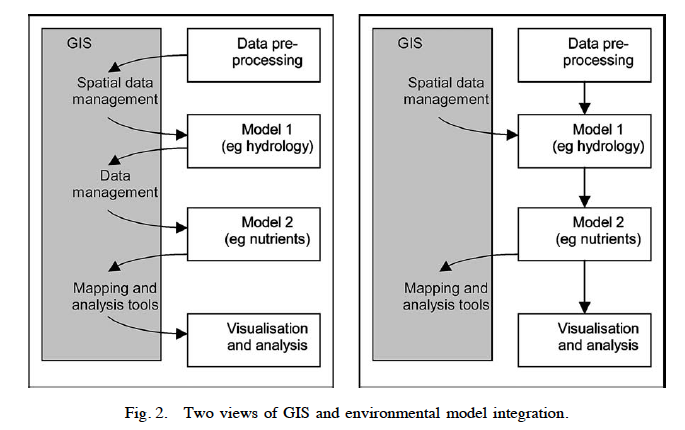 GIS
Data pre-
processing
Spatial data
management
Model 1
(eg hydrology)
Data
management
Model 2
(eg nutrients)
Mapping and
analysis tools
Visualisation
and analysis
GIS
Data pre-
processing
Spatial data
management
Model 1
(eg hydrology)
Model 2
(eg nutrients)
Mapping and
analysis tools
Visualisation
and analysis
Fig. 2. Two views of GIS and environmental model integration.